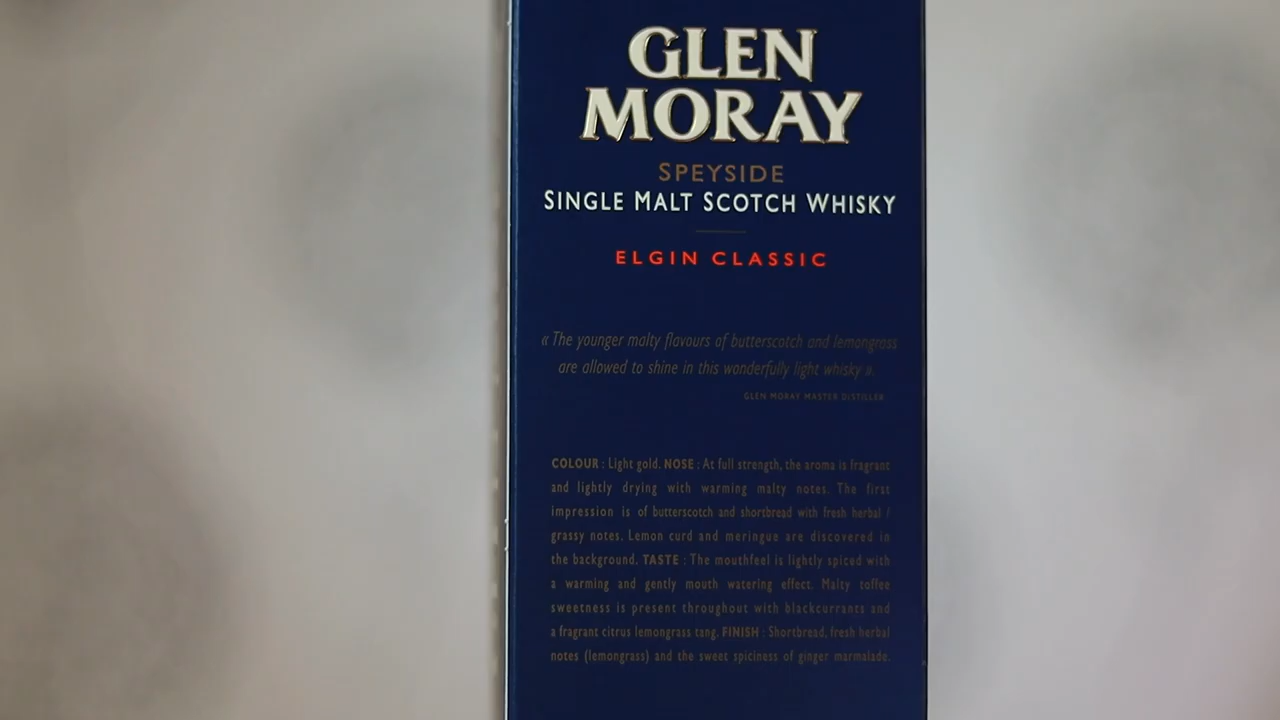 GLEN
MORAY
SPEYSIDE
SINGLE MALT SCOTCH WHISKY
ELGIN CLASSIC
« The younger malty flavours of butterscotch and lemongrass
are allowed to shine in this wonderfully light whisky ».
GLEN MORAY MASTER DISTILLER
COLOUR : Light gold. NOSE : At full strength, the aroma is fragrant
and lightly drying with warming malty notes. The first
impression is of butterscotch and shortbread with fresh herbal /
grassy notes. Lemon curd and meringue are discovered in
the background. TASTE : The mouthfeel is lightly spiced with
a warming and gently mouth watering effect. Malty toffee
sweetness is present throughout with blackcurrants and
a fragrant citrus lemongrass tang. FINISH : Shortbread, fresh herbal
notes (lemongrass) and the sweet spiciness of ginger marmalade.